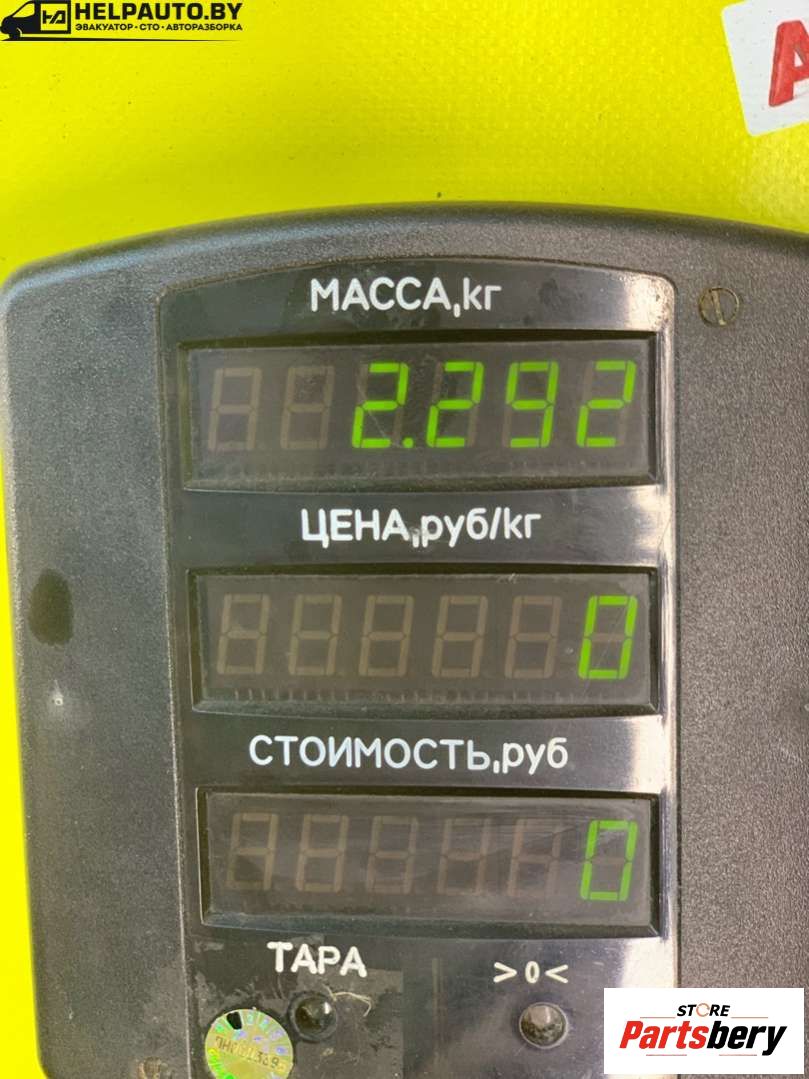 HELPAUTO.BY
ЭВАКУАТОР · СТО · АВТОРАЗБОРКА
А
МАССА,кг
2.292
ЦЕНА,руб/кг
0
СТОИМОСТЬ,руб
0
ТАРА
>0<
STORE
Partsbery